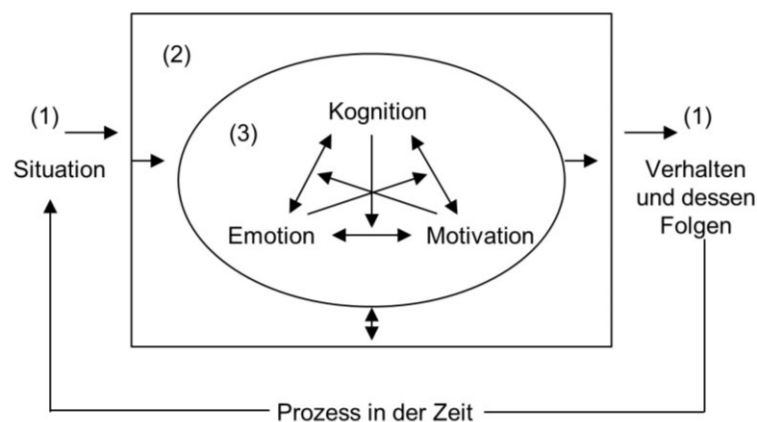 (2)
(1)
Situation
(3)
Kognition
Emotion
Motivation
(1)
Verhalten
und dessen
Folgen
Prozess in der Zeit